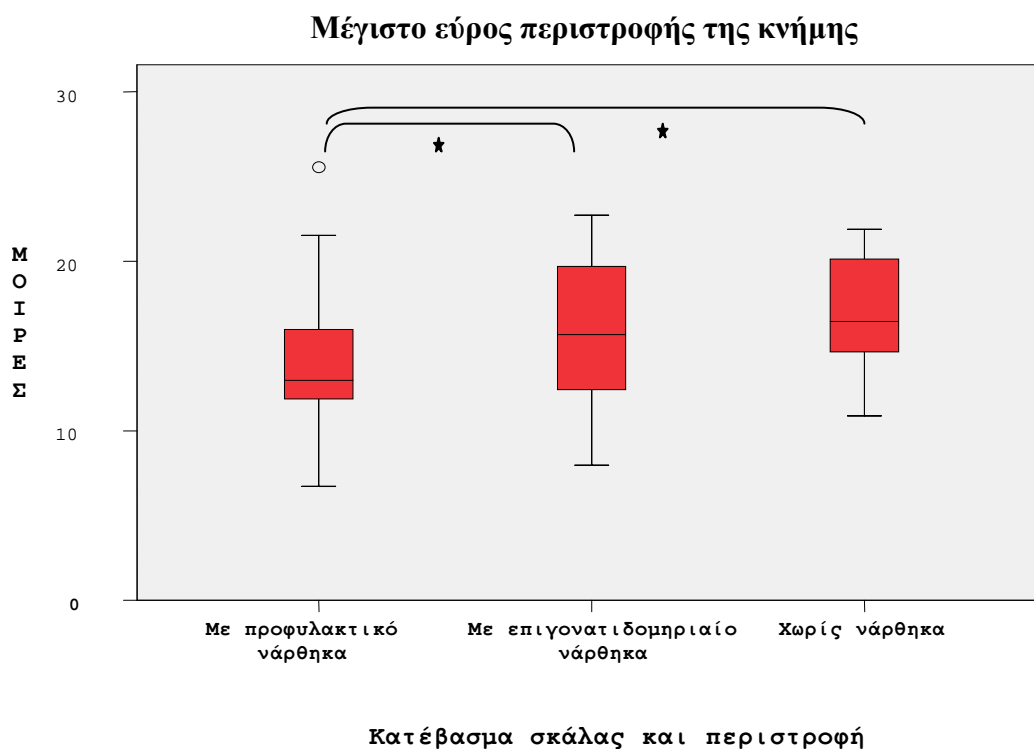 Μέγιστο εύρος περιστροφής της κνήμης
30
20
10
0
ΜΟΙΡΕΣ
Με προφυλακτικό
νάρθηκα
Με επιγονατιδομηριαίο
νάρθηκα
Χωρίς νάρθηκα
Κατέβασμα σκάλας και περιστροφή